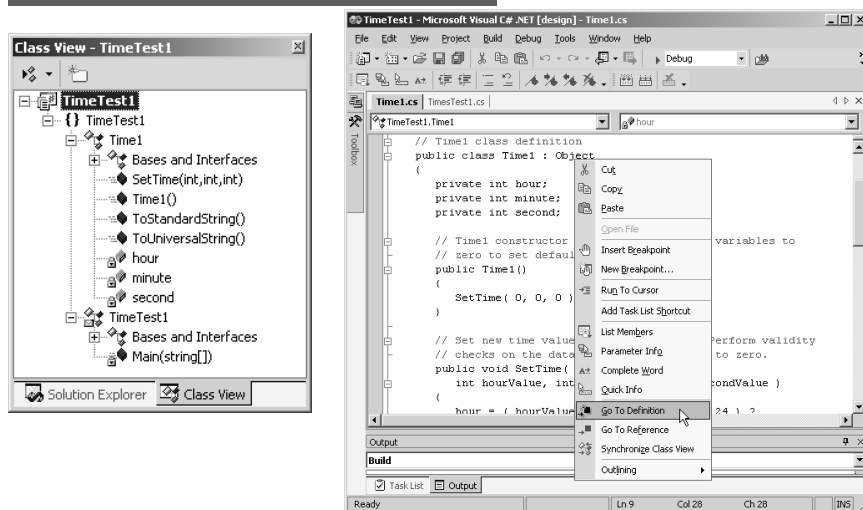 Class View - TimeTest1
TimeTest1
{} TimeTest1
Time1
Bases and Interfaces
SetTime(int,int,int)
Time1()
ToStandardString()
ToUniversalString()
hour
minute
second
TimeTest1
Bases and Interfaces
Main(string[])
Solution Explorer
Class View
TimeTest1 - Microsoft Visual C# .NET [design] - Time1.cs
File Edit View Project Build Debug Tools Window Help
Debug
Time1.cs TimesTest1.cs
TimeTest1.Time1
hour
Toolbox
// Time1 class definition
public class Time1 : Object
{
private int hour;
private int minute;
private int second;
// Time1 constructor variables to
// zero to set defaul
public Time1()
{
SetTime( 0, 0, 0 )
}
// Set new time value Perform validity
// checks on the data to zero.
public void SetTime(
int hourValue, int condValue )
{
hour = ( hourValue 24 ) ?
Cut
Copy
Paste
Open File
Insert Breakpoint
New Breakpoint...
Run To Cursor
Add Task List Shortcut
List Members
Parameter Info
Complete Word
Quick Info
Go To Definition
Go To Reference
Synchronize Class View
Outlining
Output
Build
Task List
Output
Ready
Ln 9 Col 28 Ch 28 INS